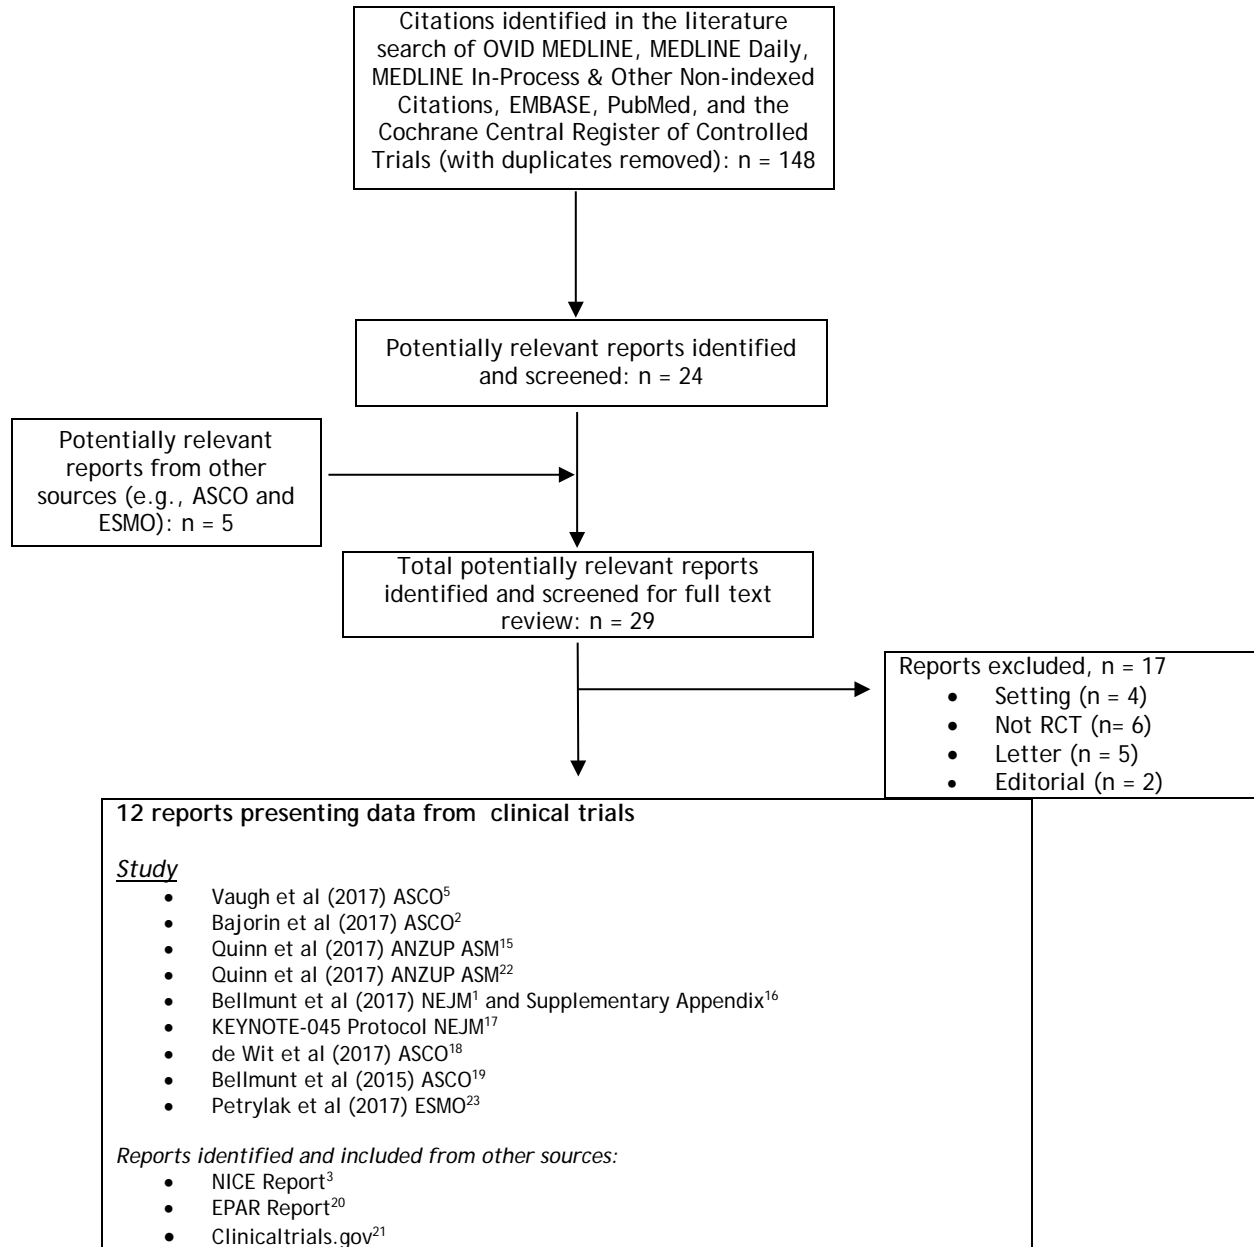 Citations identified in the literature
search of OVID MEDLINE, MEDLINE Daily,
MEDLINE In-Process & Other Non-indexed
Citations, EMBASE, PubMed, and the
Cochrane Central Register of Controlled
Trials (with duplicates removed): n = 148
Potentially relevant reports identified
and screened: n = 24
Potentially relevant
reports from other
sources (e.g., ASCO and
ESMO): n = 5
Total potentially relevant reports
identified and screened for full text
review: n = 29
Reports excluded, n = 17
• Setting (n = 4)
• Not RCT (n= 6)
• Letter (n = 5)
• Editorial (n = 2)
12 reports presenting data from clinical trials
Study
• Vaugh et al (2017) ASCO⁵
• Bajorin et al (2017) ASCO²
• Quinn et al (2017) ANZUP ASM¹⁵
• Quinn et al (2017) ANZUP ASM²²
• Bellmunt et al (2017) NEJM¹ and Supplementary Appendix¹⁶
• KEYNOTE-045 Protocol NEJM¹⁷
• de Wit et al (2017) ASCO¹⁸
• Bellmunt et al (2015) ASCO¹⁹
• Petrylak et al (2017) ESMO²³
Reports identified and included from other sources:
• NICE Report³
• EPAR Report²⁰
• Clinicaltrials.gov²¹